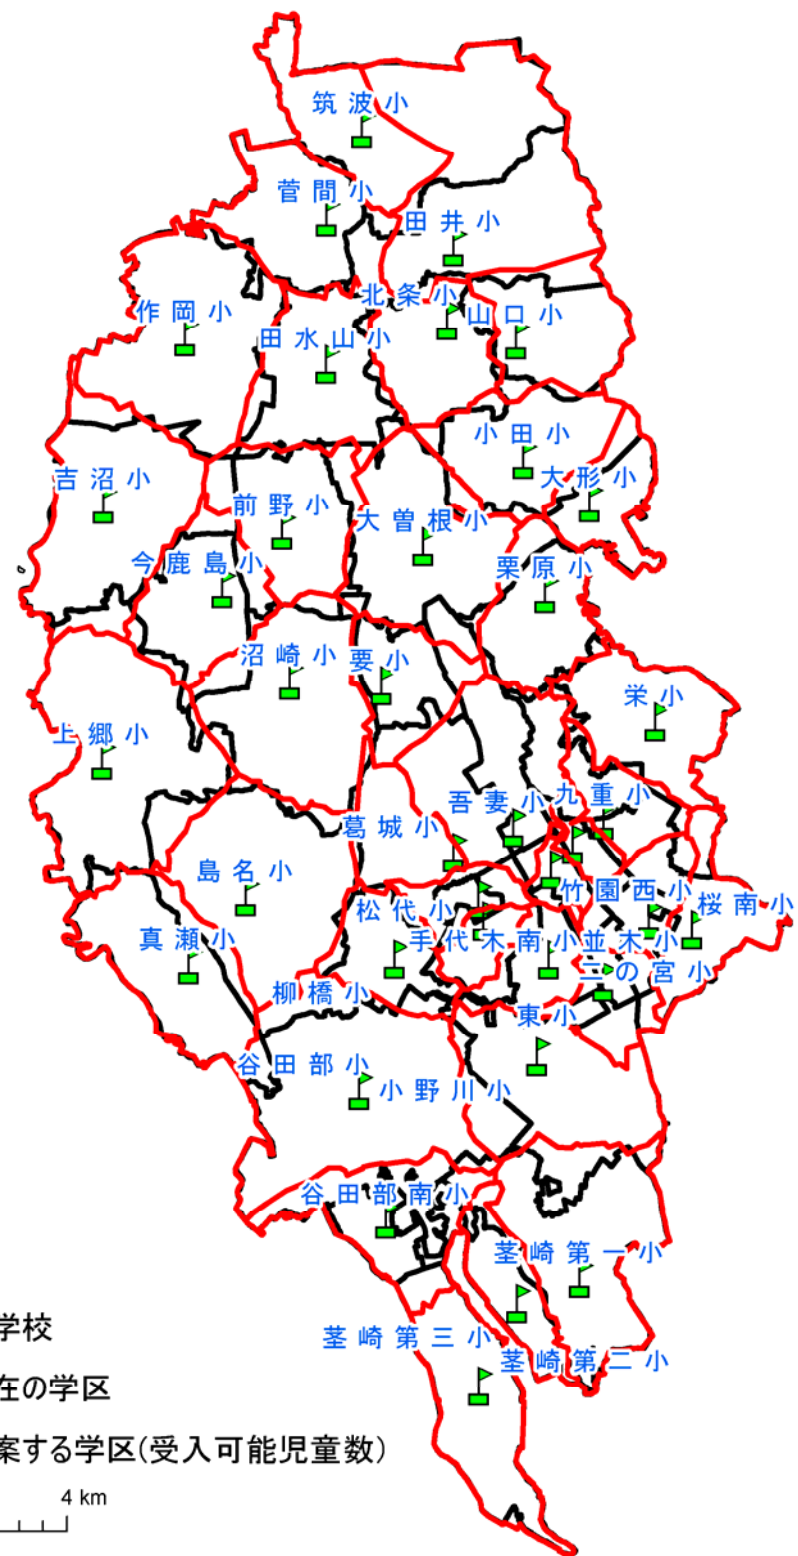 筑波小
菅間小
田井小
北条小
作岡小
山口小
田水山小
小田小
吉沼小
大形小
前野小
大曽根小
今鹿島小
栗原小
沼崎小
要小
栄小
上郷小
吾妻小
九重小
葛城小
島名小
竹園西小
松代小
桜南小
真瀬小
手代木南小
並木小
二の宮小
柳橋小
東小
谷田部小
小野川小
谷田部南小
茎崎第一小
茎崎第三小
茎崎第二小
学校
在の学区
案する学区(受入可能児童数)
4 km